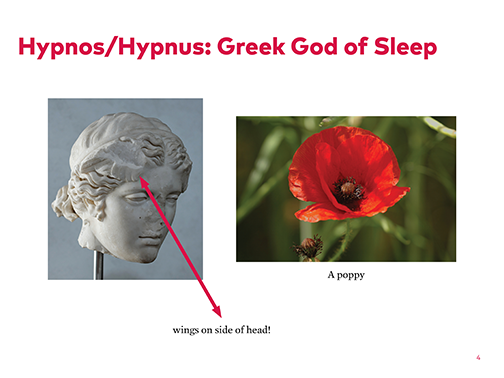 Hypnos/Hypnus: Greek God of Sleep
A poppy
wings on side of head!
4